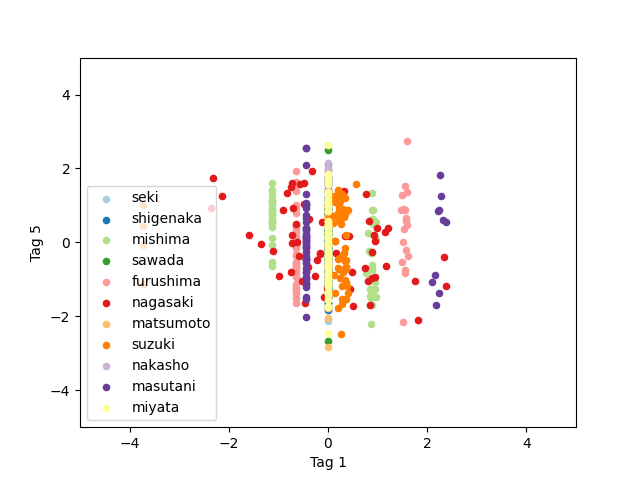 4
2
0
−2
−4
Tag 5
seki
shigenaka
mishima
sawada
furushima
nagasaki
matsumoto
suzuki
nakasho
masutani
miyata
−4 −2 0 2 4
Tag 1